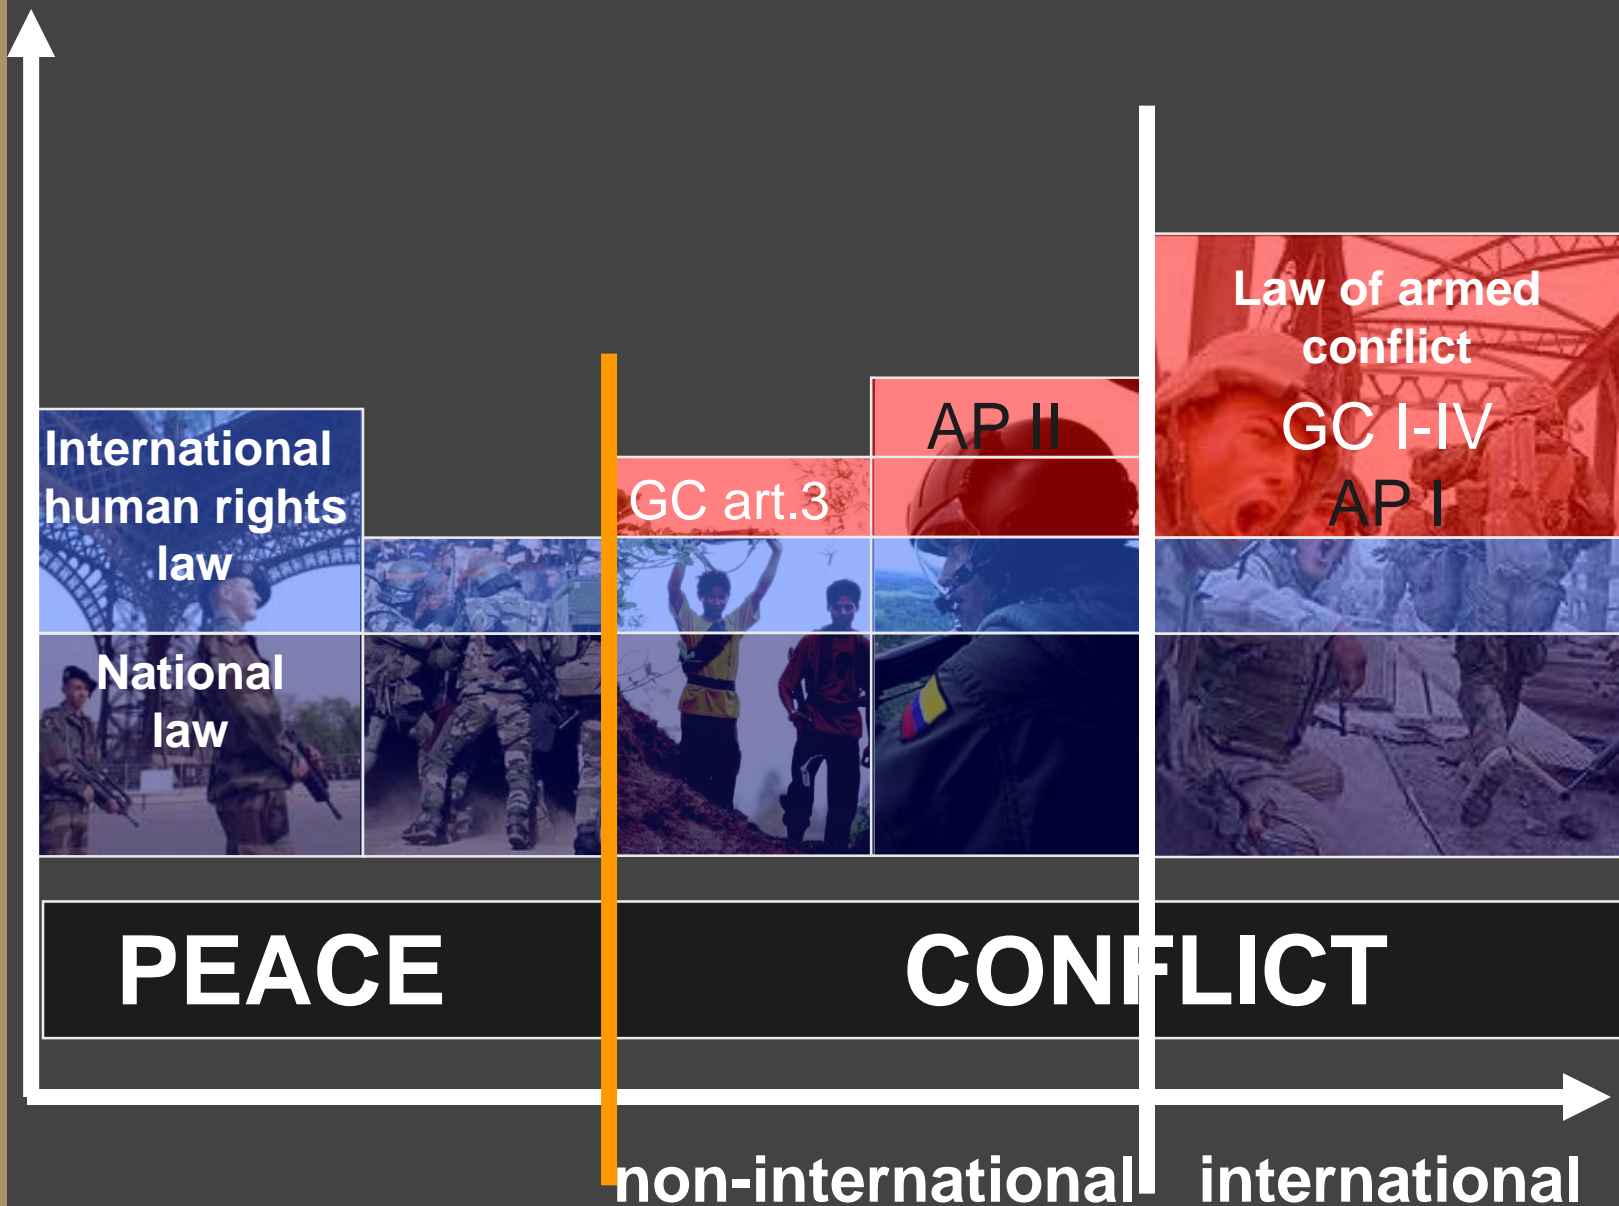 International
human rights
law
National
law
GC art.3
AP II
Law of armed
conflict
GC I-IV
AP I
PEACE
CONFLICT
non-international
international